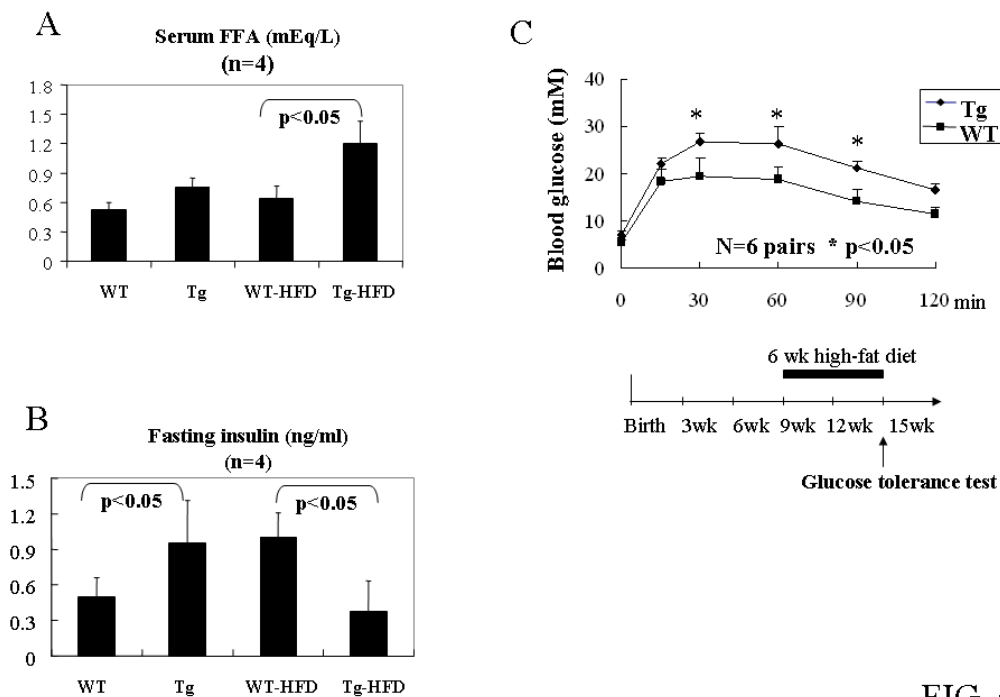 A
Serum FFA (mEq/L)
(n=4)
1.8
1.5
1.2
0.9
0.6
0.3
0
p<0.05
WT Tg WT-HFD Tg-HFD
B
Fasting insulin (ng/ml)
(n=4)
1.5
1.2
0.9
0.6
0.3
0
p<0.05 p<0.05
WT Tg WT-HFD Tg-HFD
C
Blood glucose (mM)
40
30
20
10
0
* * *
Tg
WT
N=6 pairs * p<0.05
0 30 60 90 120 min
6 wk high-fat diet
Birth 3wk 6wk 9wk 12wk 15wk
Glucose tolerance test
FIG.